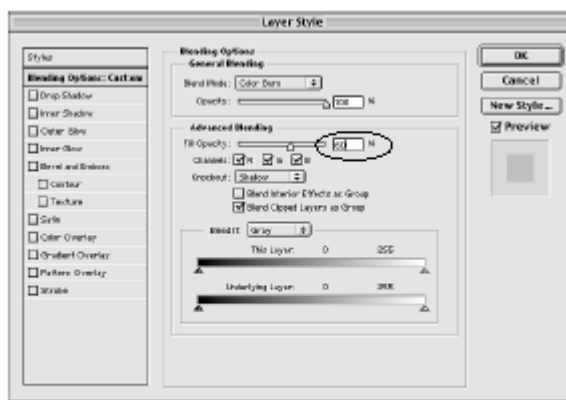 Layer Style
Styles
Blending Options: Custom
Drop Shadow
Inner Shadow
Outer Glow
Inner Glow
Bevel and Emboss
Contour
Texture
Satin
Color Overlay
Gradient Overlay
Pattern Overlay
Stroke
Blending Options
General Blending
Blend Mode: Color Burn
Opacity: 100 %
Advanced Blending
Fill Opacity: 60 %
Channels: R G B
Knockout: Shallow
Blend Interior Effects as Group
Blend Clipped Layers as Group
Blend If: Gray
This Layer: 0 255
Underlying Layer: 0 255
OK
Cancel
New Style...
Preview